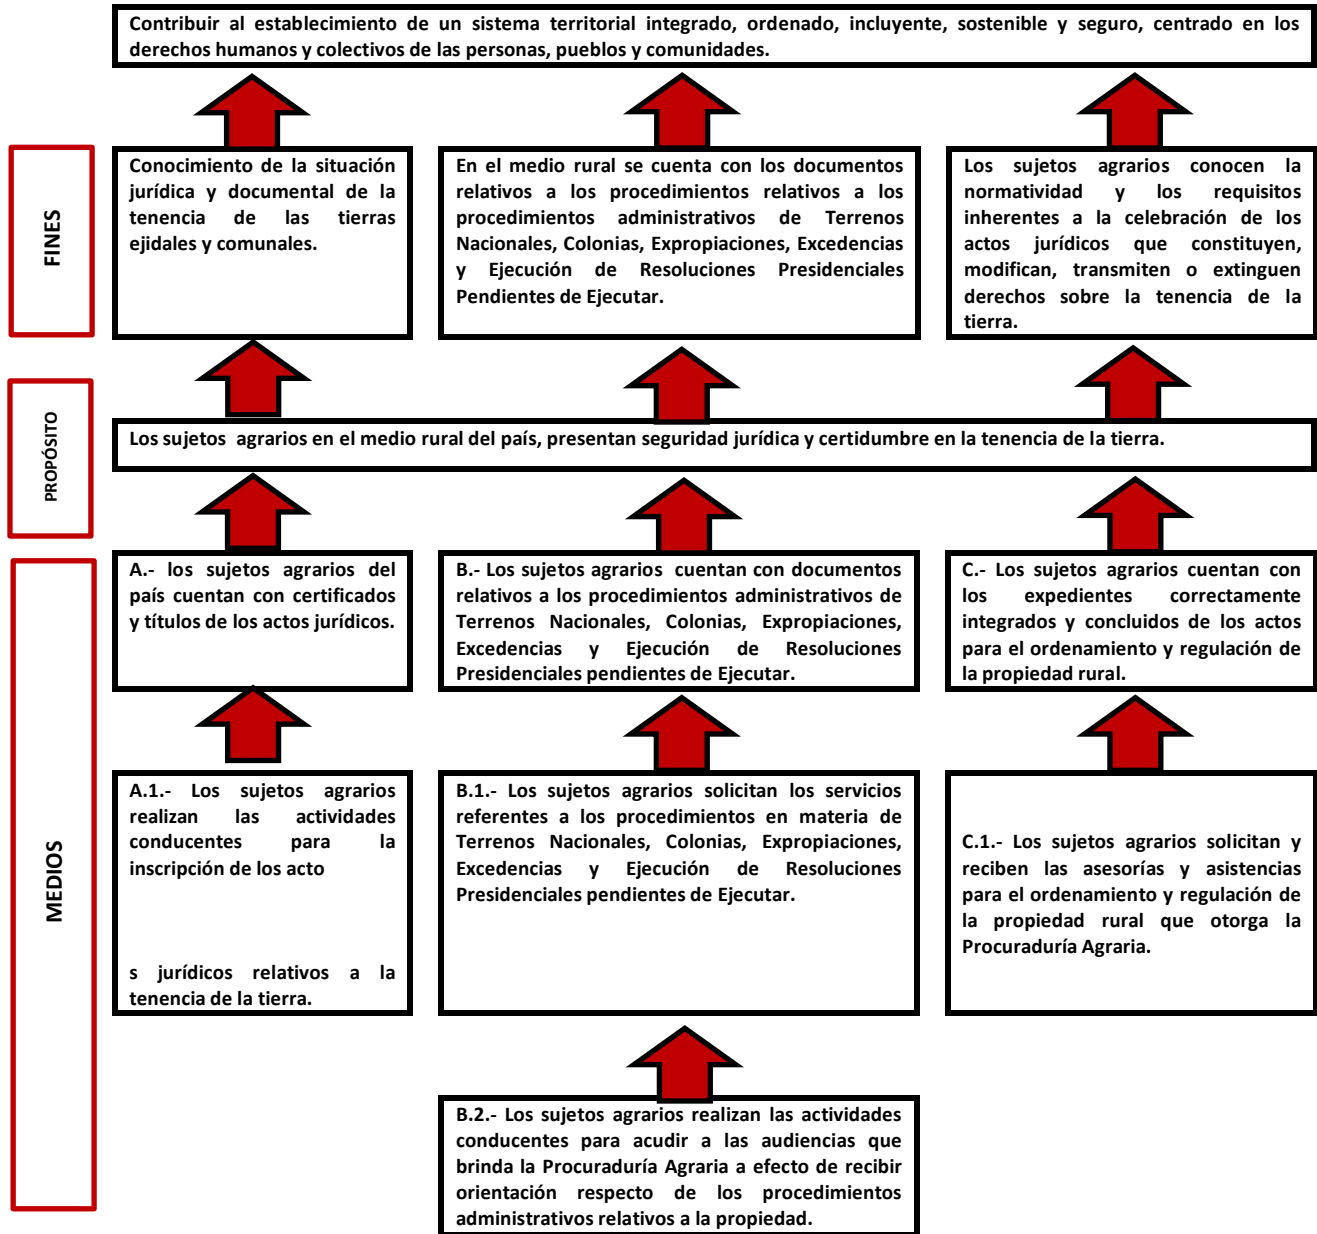 Contribuir al establecimiento de un sistema territorial integrado, ordenado, incluyente, sostenible y seguro, centrado en los
derechos humanos y colectivos de las personas, pueblos y comunidades.
FINES
Conocimiento de la situación
jurídica y documental de la
tenencia de las tierras
ejidales y comunales.
En el medio rural se cuenta con los documentos
relativos a los procedimientos relativos a los
procedimientos administrativos de Terrenos
Nacionales, Colonias, Expropiaciones, Excedencias
y Ejecución de Resoluciones Presidenciales
Pendientes de Ejecutar.
Los sujetos agrarios conocen la
normatividad y los requisitos
inherentes a la celebración de los
actos jurídicos que constituyen,
modifican, transmiten o extinguen
derechos sobre la tenencia de la
tierra.
PROPÓSITO
Los sujetos agrarios en el medio rural del país, presentan seguridad jurídica y certidumbre en la tenencia de la tierra.
MEDIOS
A.- los sujetos agrarios del
país cuentan con certificados
y títulos de los actos jurídicos.
B.- Los sujetos agrarios cuentan con documentos
relativos a los procedimientos administrativos de
Terrenos Nacionales, Colonias, Expropiaciones,
Excedencias y Ejecución de Resoluciones
Presidenciales pendientes de Ejecutar.
C.- Los sujetos agrarios cuentan con
los expedientes correctamente
integrados y concluidos de los actos
para el ordenamiento y regulación de
la propiedad rural.
A.1.- Los sujetos agrarios
realizan las actividades
conducentes para la
inscripción de los acto
s jurídicos relativos a la
tenencia de la tierra.
B.1.- Los sujetos agrarios solicitan los servicios
referentes a los procedimientos en materia de
Terrenos Nacionales, Colonias, Expropiaciones,
Excedencias y Ejecución de Resoluciones
Presidenciales pendientes de Ejecutar.
C.1.- Los sujetos agrarios solicitan y
reciben las asesorías y asistencias
para el ordenamiento y regulación de
la propiedad rural que otorga la
Procuraduría Agraria.
B.2.- Los sujetos agrarios realizan las actividades
conducentes para acudir a las audiencias que
brinda la Procuraduría Agraria a efecto de recibir
orientación respecto de los procedimientos
administrativos relativos a la propiedad.